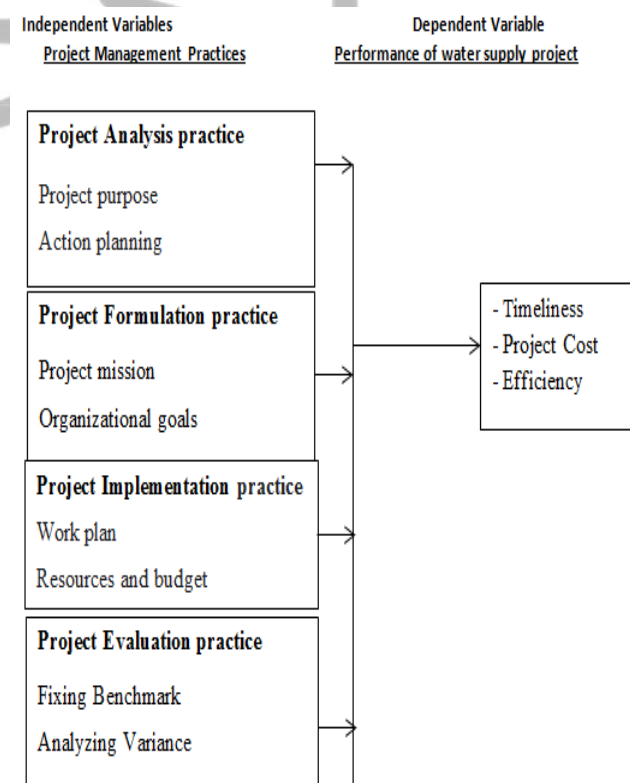 Independent Variables
Project Management Practices
Dependent Variable
Performance of water supply project
Project Analysis practice
Project purpose
Action planning
Project Formulation practice
Project mission
Organizational goals
Project Implementation practice
Work plan
Resources and budget
Project Evaluation practice
Fixing Benchmark
Analyzing Variance
- Timeliness
- Project Cost
- Efficiency